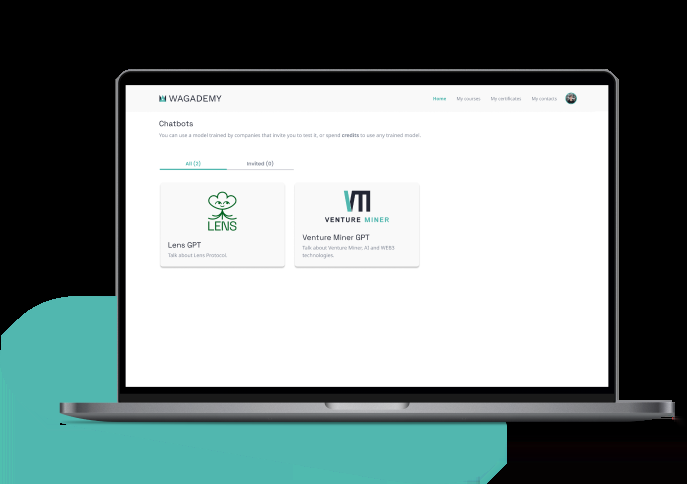 WAGADEMY
Home My courses My certificates My contacts
Chatbots
You can use a model trained by companies that invite you to test it, or spend credits to use any trained model.
All (2) Invited (0)
LENS
Lens GPT
Talk about Lens Protocol.
VM
VENTURE MINER
Venture Miner GPT
Talk about Venture Miner, AI and WEB3
technologies.